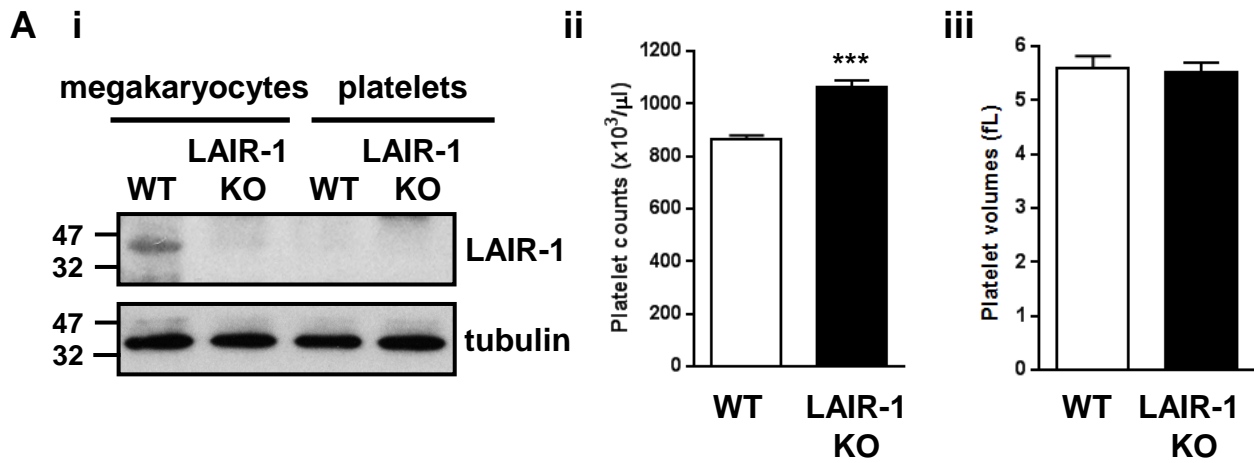 A i
megakaryocytes platelets
WT LAIR-1 KO WT LAIR-1 KO
47
32
LAIR-1
47
32
tubulin
ii
Platelet counts (x10³/µl)
1200
1000
800
600
400
200
0
***
WT LAIR-1 KO
iii
Platelet volumes (fL)
6
5
4
3
2
1
0
WT LAIR-1 KO